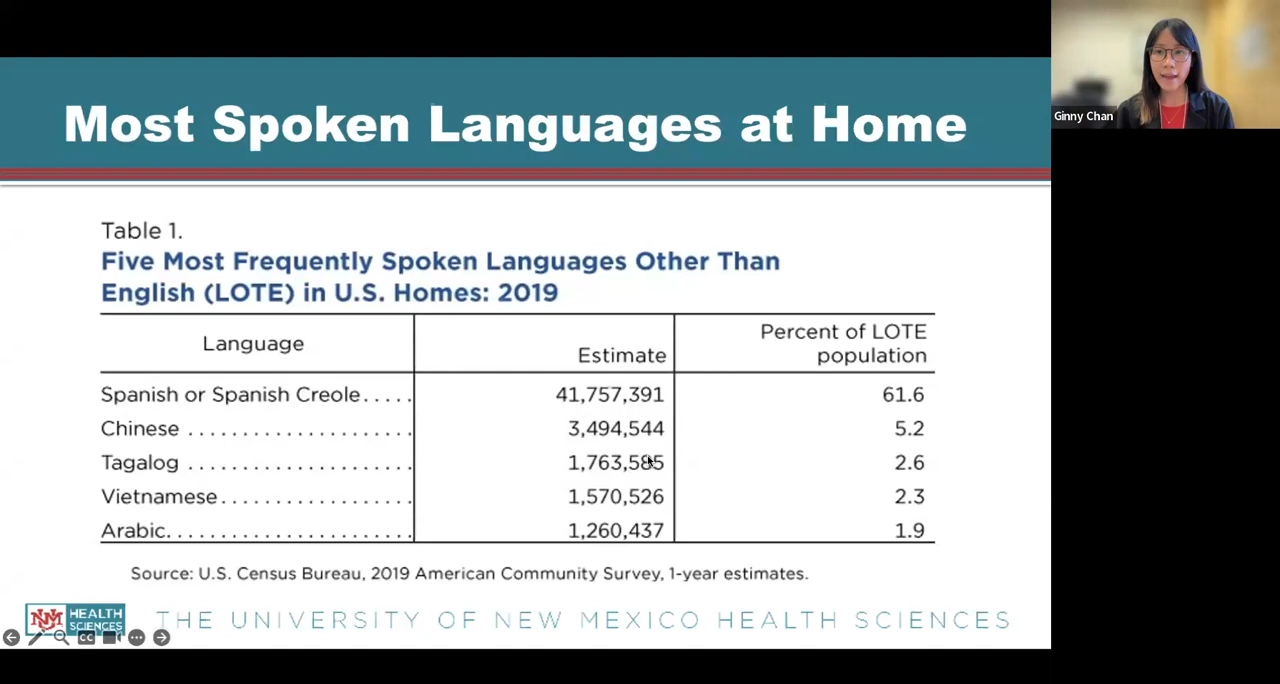 Most Spoken Languages at Home
Ginny Chan
Table 1.
Five Most Frequently Spoken Languages Other Than
English (LOTE) in U.S. Homes: 2019
Language Estimate Percent of LOTE population
Spanish or Spanish Creole..... 41,757,391 61.6
Chinese ..................... 3,494,544 5.2
Tagalog ..................... 1,763,585 2.6
Vietnamese.................. 1,570,526 2.3
Arabic....................... 1,260,437 1.9
Source: U.S. Census Bureau, 2019 American Community Survey, 1-year estimates.
UNM HEALTH SCIENCES
THE UNIVERSITY OF NEW MEXICO HEALTH SCIENCES
CC